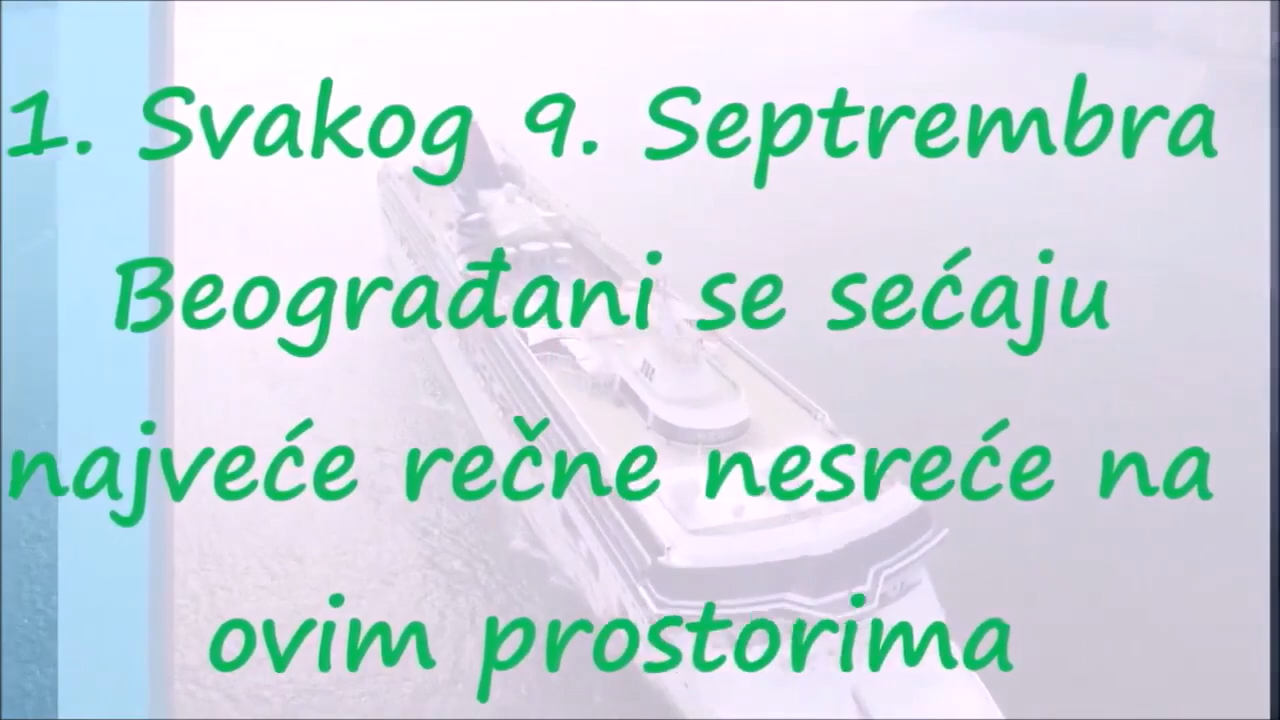 1. Svakog 9. Septrembra
Beograđani se sećaju
najveće rečne nesreće na
ovim prostorima